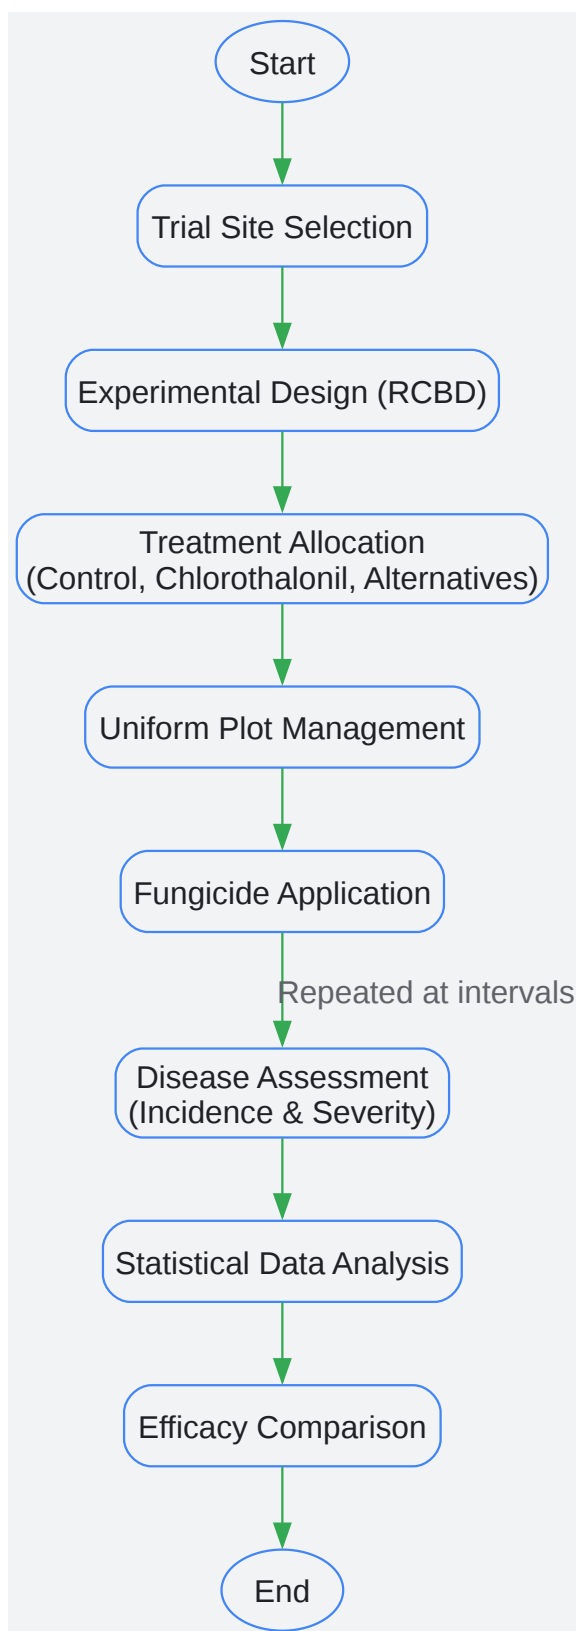 Start
Trial Site Selection
Experimental Design (RCBD)
Treatment Allocation
(Control, Chlorothalonil, Alternatives)
Uniform Plot Management
Fungicide Application
Repeated at intervals
Disease Assessment
(Incidence & Severity)
Statistical Data Analysis
Efficacy Comparison
End